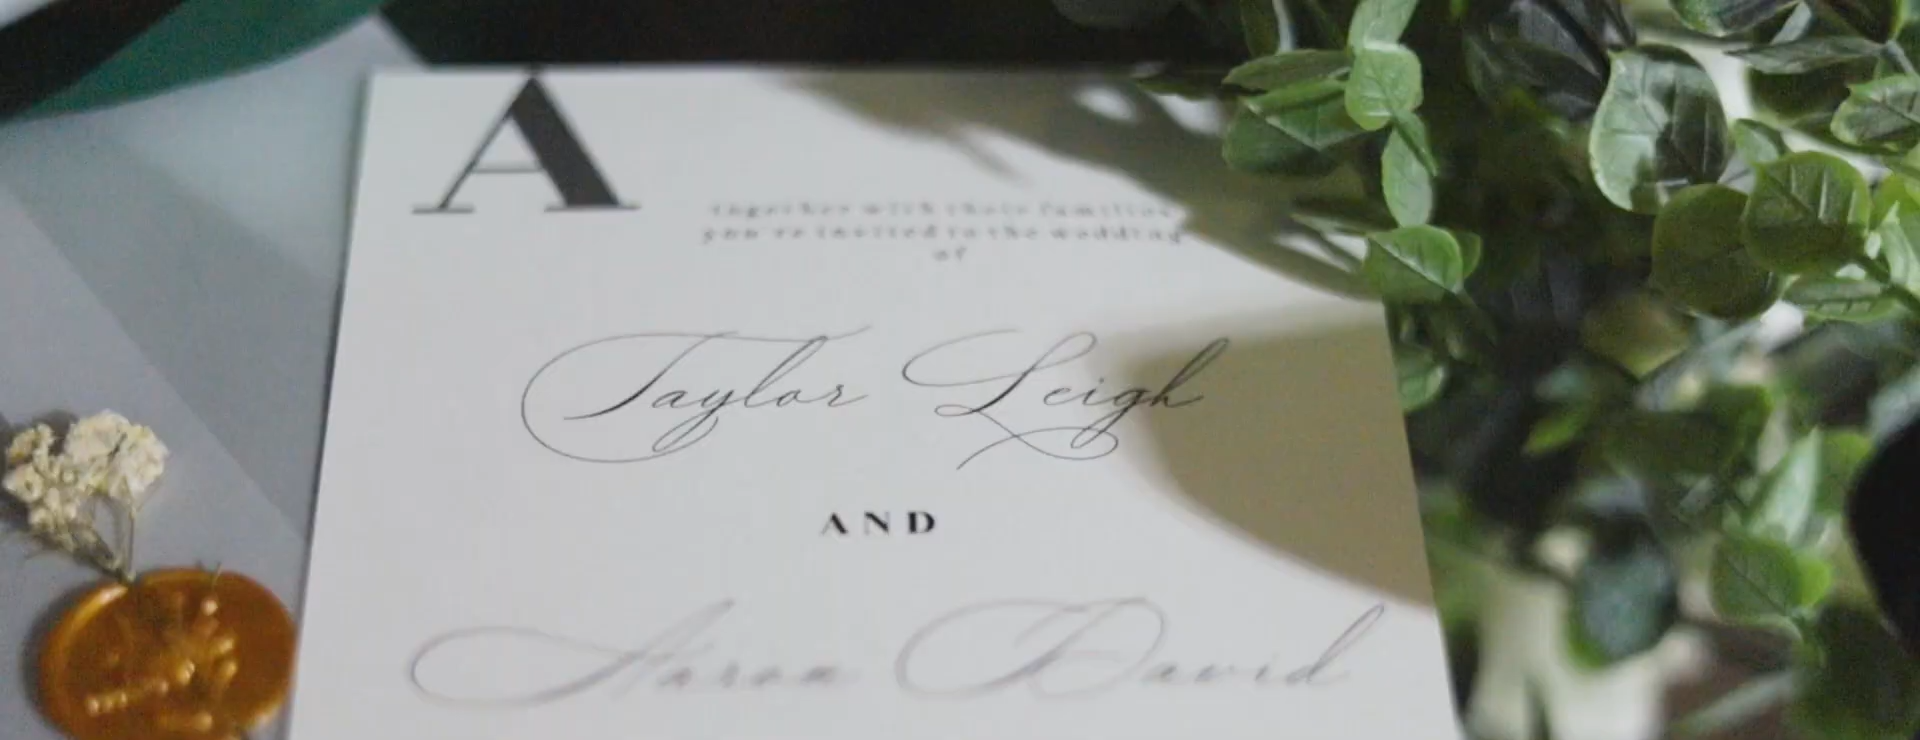 A
together with their families
you're invited to the wedding
of
Taylor Leigh
AND
Aaron David